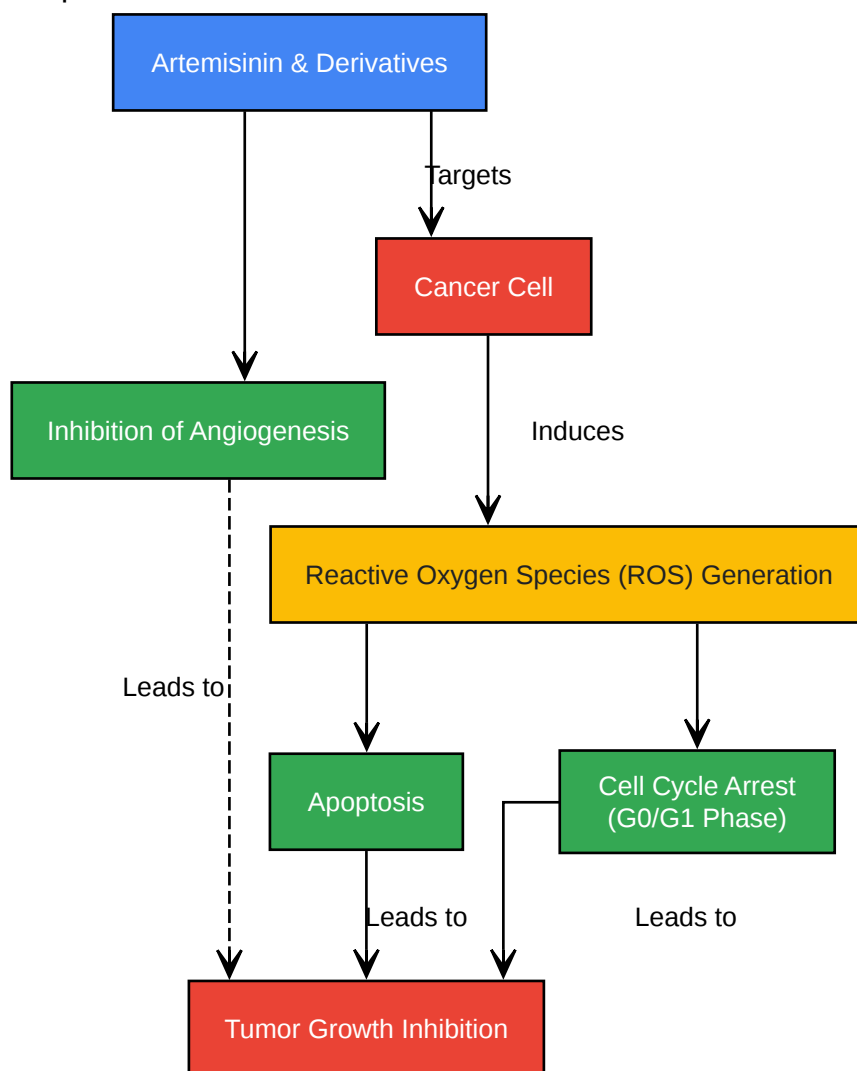 Artemisinin & Derivatives
Targets
Cancer Cell
Inhibition of Angiogenesis
Induces
Reactive Oxygen Species (ROS) Generation
Leads to
Apoptosis
Cell Cycle Arrest
(G0/G1 Phase)
Leads to
Leads to
Tumor Growth Inhibition